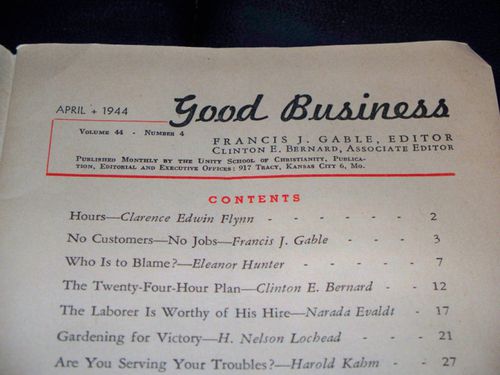 APRIL + 1944 Good Business
VOLUME 44 - NUMBER 4 FRANCIS J. GABLE, EDITOR
CLINTON E. BERNARD, ASSOCIATE EDITOR
PUBLISHED MONTHLY BY THE UNITY SCHOOL OF CHRISTIANITY, PUBLICA-
TION, EDITORIAL AND EXECUTIVE OFFICES: 917 TRACY, KANSAS CITY 6, MO.
CONTENTS
Hours—Clarence Edwin Flynn - - - - - - 2
No Customers—No Jobs—Francis J. Gable - - - 3
Who Is to Blame?—Eleanor Hunter - - - - - 7
The Twenty-Four-Hour Plan—Clinton E. Bernard - - 12
The Laborer Is Worthy of His Hire—Narada Evaldt - - 17
Gardening for Victory—H. Nelson Lochead - - - 21
Are You Serving Your Troubles?—Harold Kahm - - 27